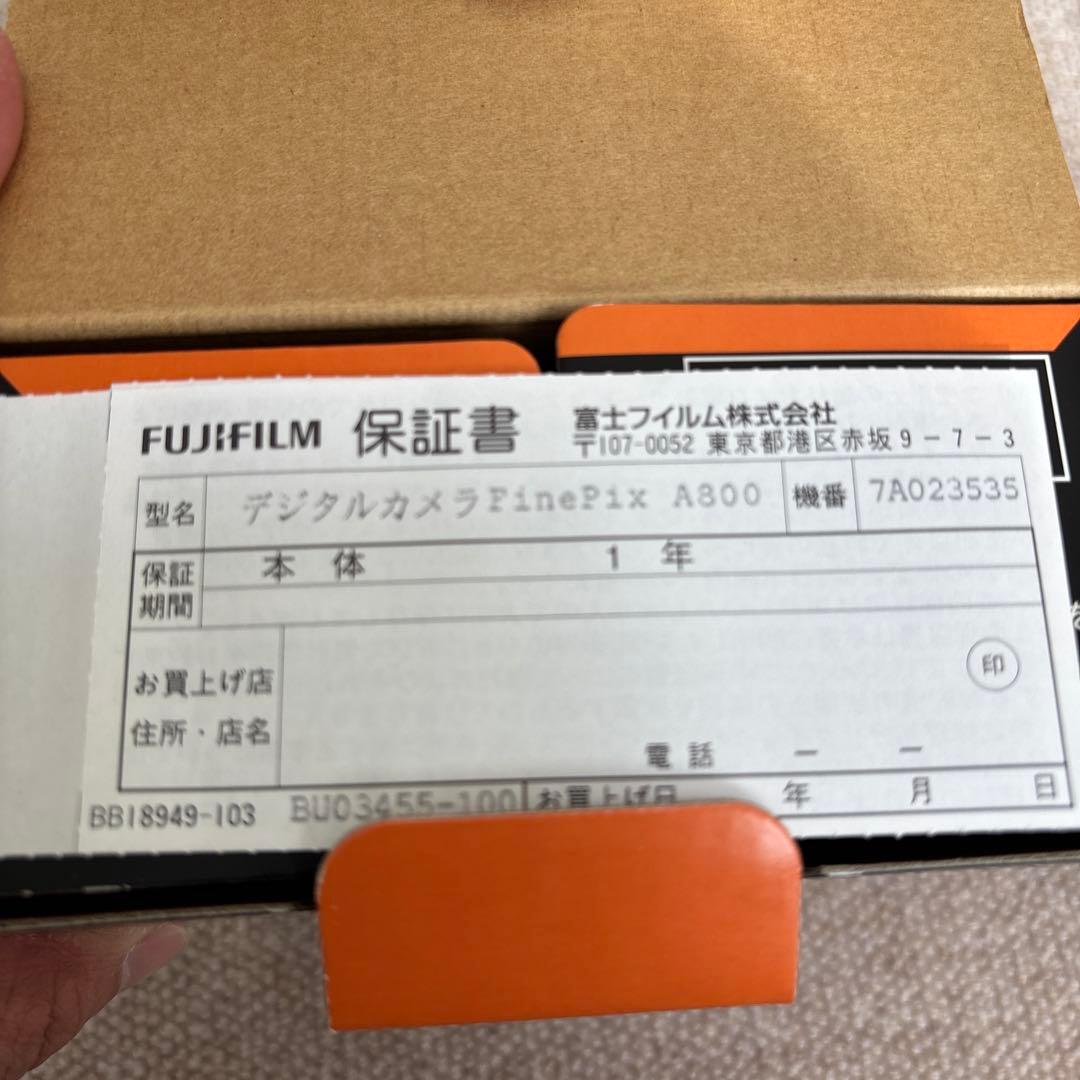 FUJIFILM 保証書 富士フイルム株式会社
〒107-0052 東京都港区赤坂9-7-3
型名 デジタルカメラFinePix A800 機番 7A023535
保証期間 本体 1年
お買上げ店
住所・店名
印
電話 ー ー
BB18949-103 BU03455-100 お買上げ日 年 月 日